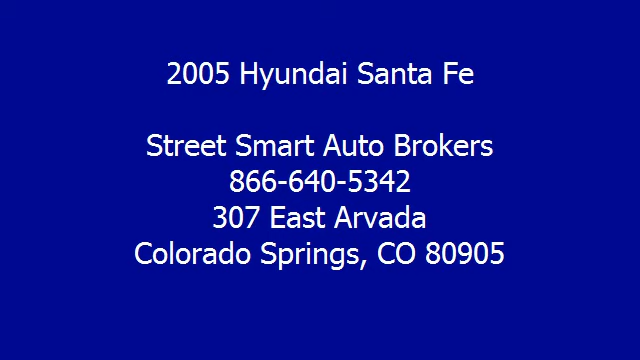 2005 Hyundai Santa Fe
Street Smart Auto Brokers
866-640-5342
307 East Arvada
Colorado Springs, CO 80905